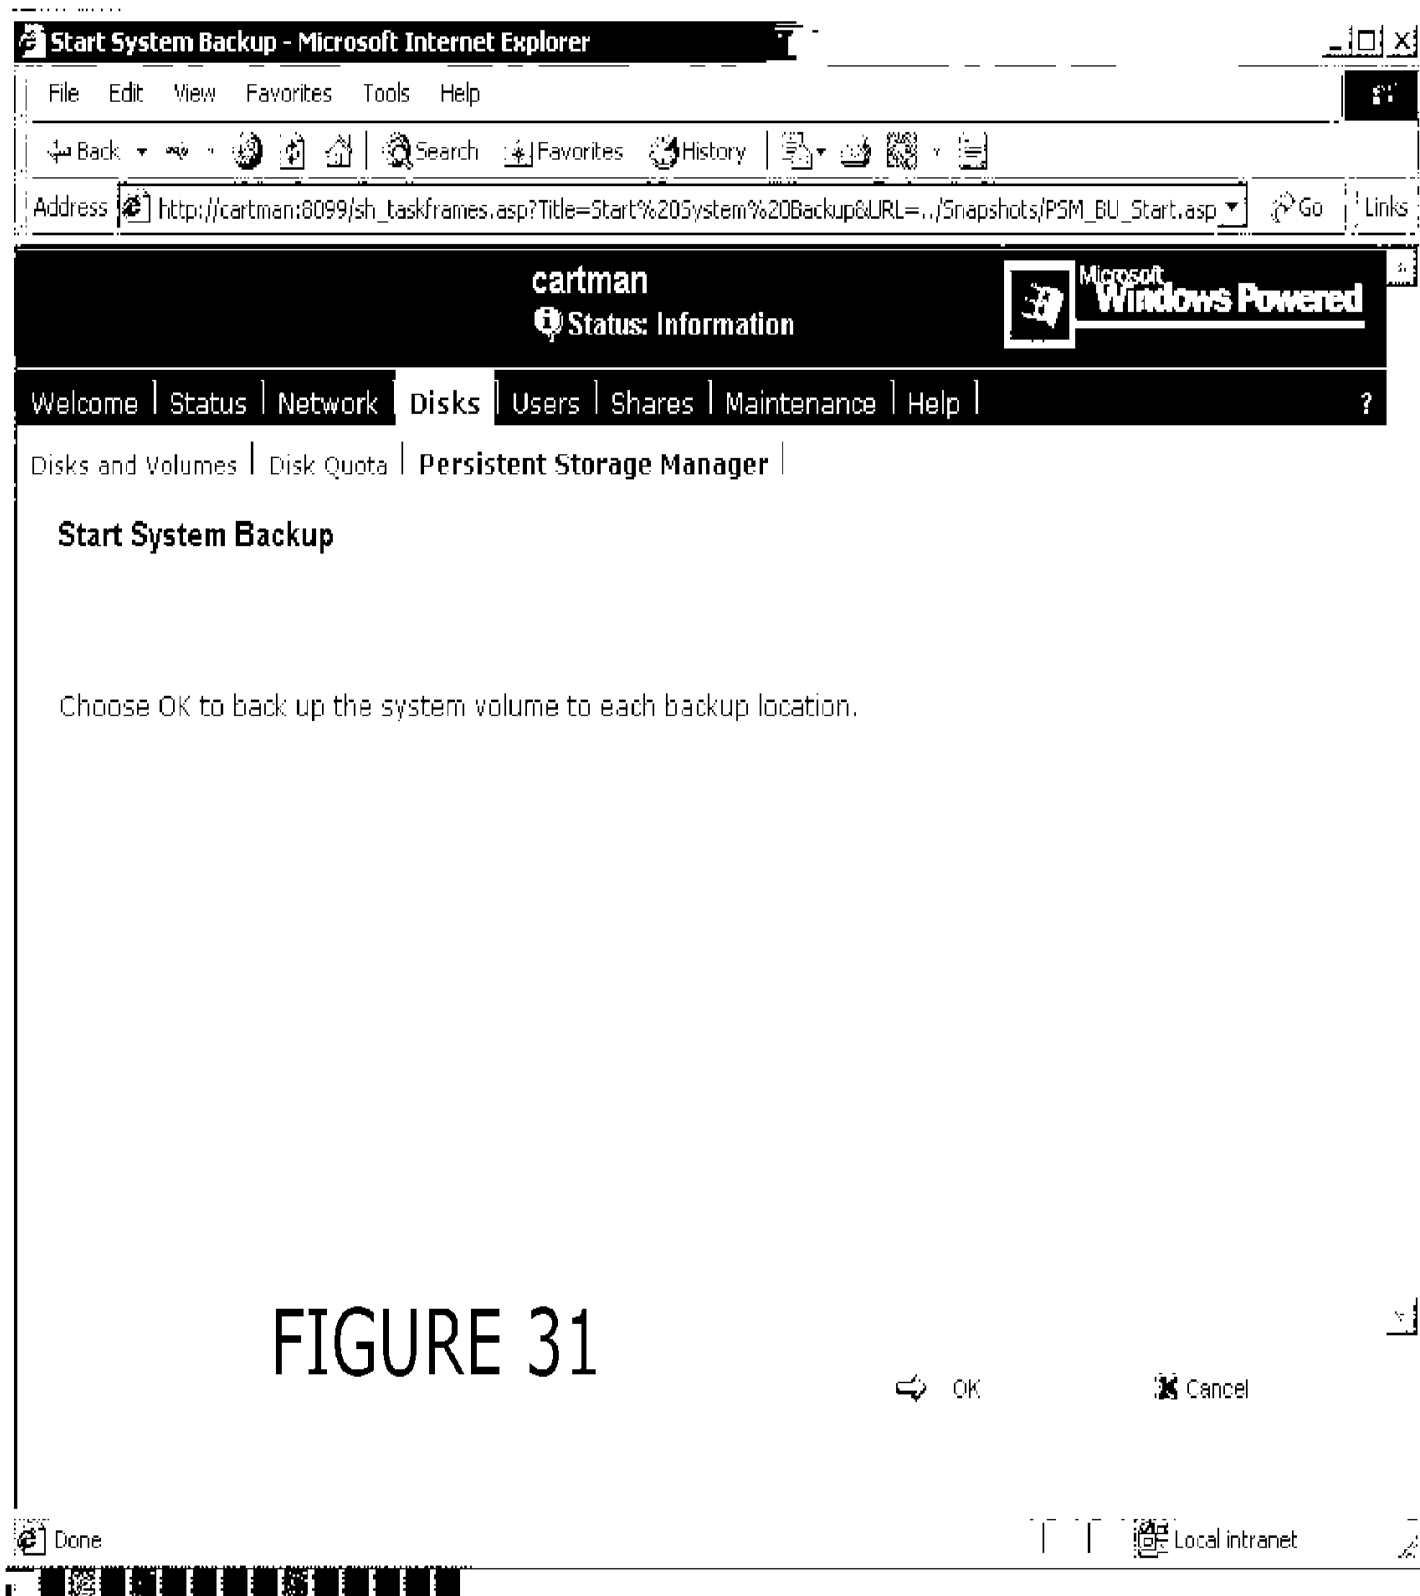 Start System Backup - Microsoft Internet Explorer
File Edit View Favorites Tools Help
Back Search Favorites History
Address http://cartman:8099/sh_taskframes.asp?Title=Start%20System%20Backup&URL=../Snapshots/PSM_BU_Start.asp Go Links
cartman
Status: Information
Microsoft
Windows Powered
Welcome Status Network Disks Users Shares Maintenance Help ?
Disks and Volumes Disk Quota Persistent Storage Manager
Start System Backup
Choose OK to back up the system volume to each backup location.
FIGURE 31
OK Cancel
Done Local intranet